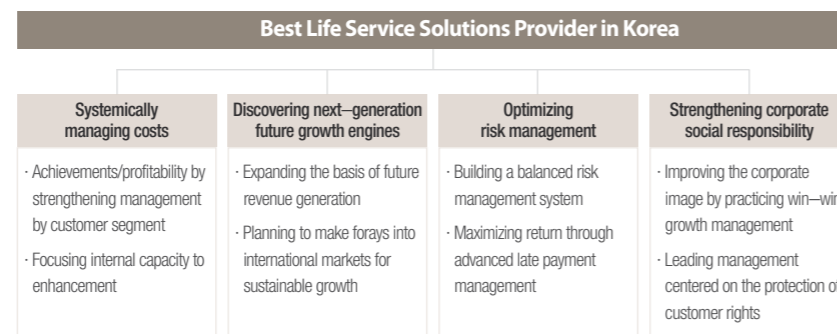 Best Life Service Solutions Provider in Korea
Systemically
managing costs
· Achievements/profitability by
strengthening management
by customer segment
· Focusing internal capacity to
enhancement
Discovering next–generation
future growth engines
· Expanding the basis of future
revenue generation
· Planning to make forays into
international markets for
sustainable growth
Optimizing
risk management
· Building a balanced risk
management system
· Maximizing return through
advanced late payment
management
Strengthening corporate
social responsibility
· Improving the corporate
image by practicing win–win
growth management
· Leading management
centered on the protection of
customer rights